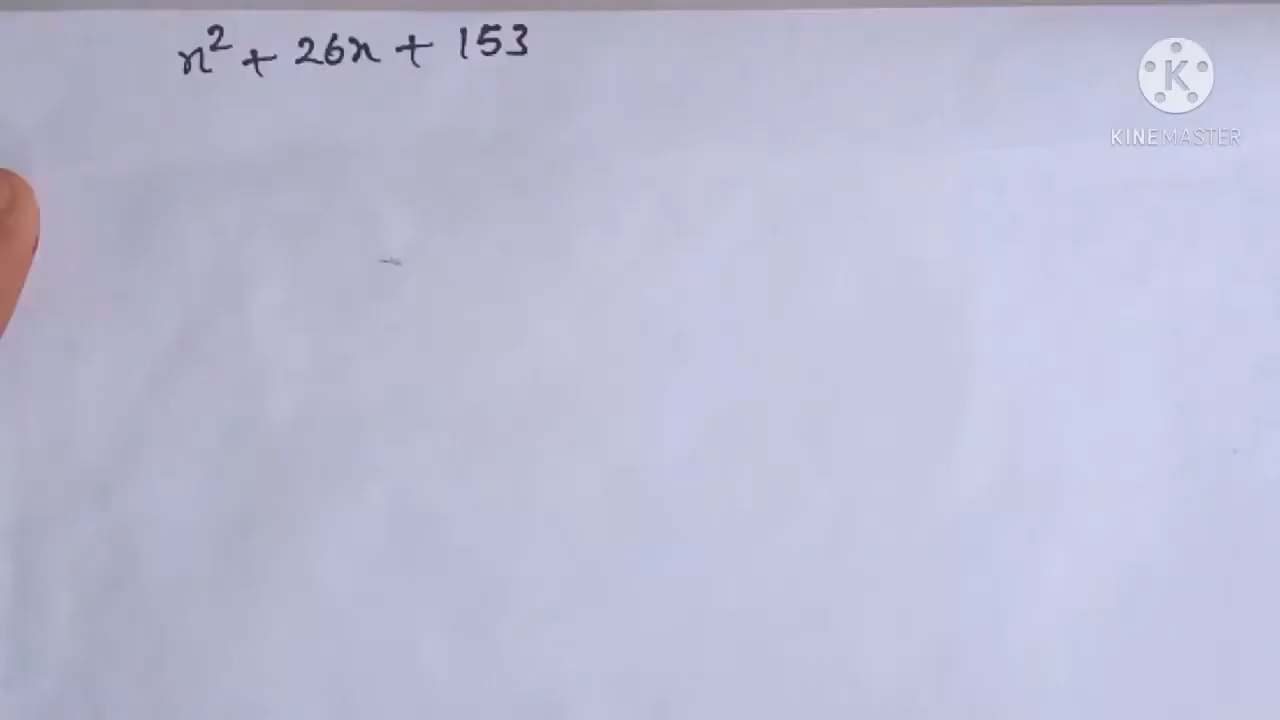 x² + 26x + 153
K
KINEMASTER